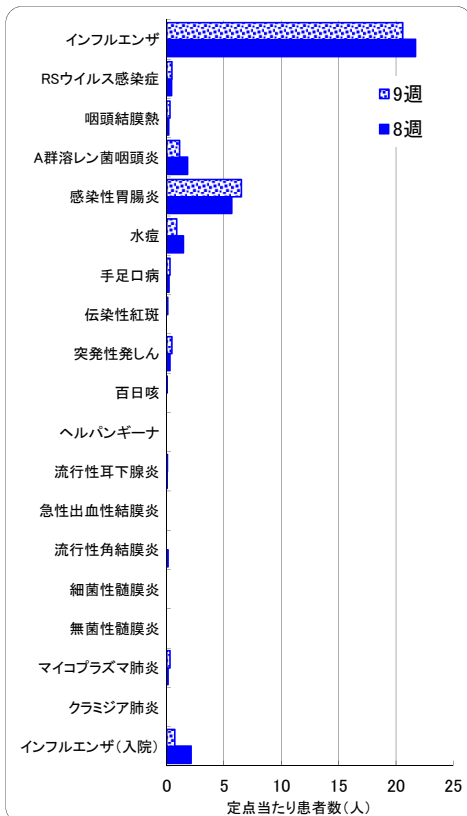 インフルエンザ
RSウイルス感染症
咽頭結膜熱
A群溶レン菌咽頭炎
感染性胃腸炎
水痘
手足口病
伝染性紅斑
突発性発しん
百日咳
ヘルパンギーナ
流行性耳下腺炎
急性出血性結膜炎
流行性角結膜炎
細菌性髄膜炎
無菌性髄膜炎
マイコプラズマ肺炎
クラミジア肺炎
インフルエンザ(入院)
9週
8週
0 5 10 15 20 25
定点当たり患者数(人)